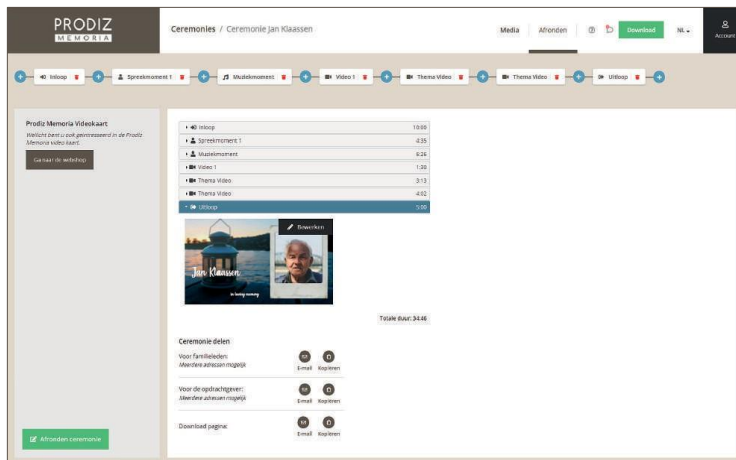 PRODIZ
MEMORIA
Ceremonies / Ceremonie Jan Klaassen
Media Afronden Download NL Account
Inloop Spreekmoment 1 Muziekmoment Video 1 Thema Video Thema Video Uitloop
Prodiz Memoria Videokaart
Wellicht bent u ook geïnteresseerd in de Prodiz
Memoria video kaart.
Ga naar de webshop
Inloop 10:00
Spreekmoment 1 4:35
Muziekmoment 6:26
Video 1 1:30
Thema Video 3:13
Thema Video 4:02
Uitloop 5:00
Bewerken
Jan Klaassen
In loving memory
Totale duur: 34:46
Ceremonie delen
Voor familieleden:
Meerdere adressen mogelijk
E-mail Kopiëren
Voor de opdrachtgever:
Meerdere adressen mogelijk
E-mail Kopiëren
Download pagina:
E-mail Kopiëren
Afronden ceremonie